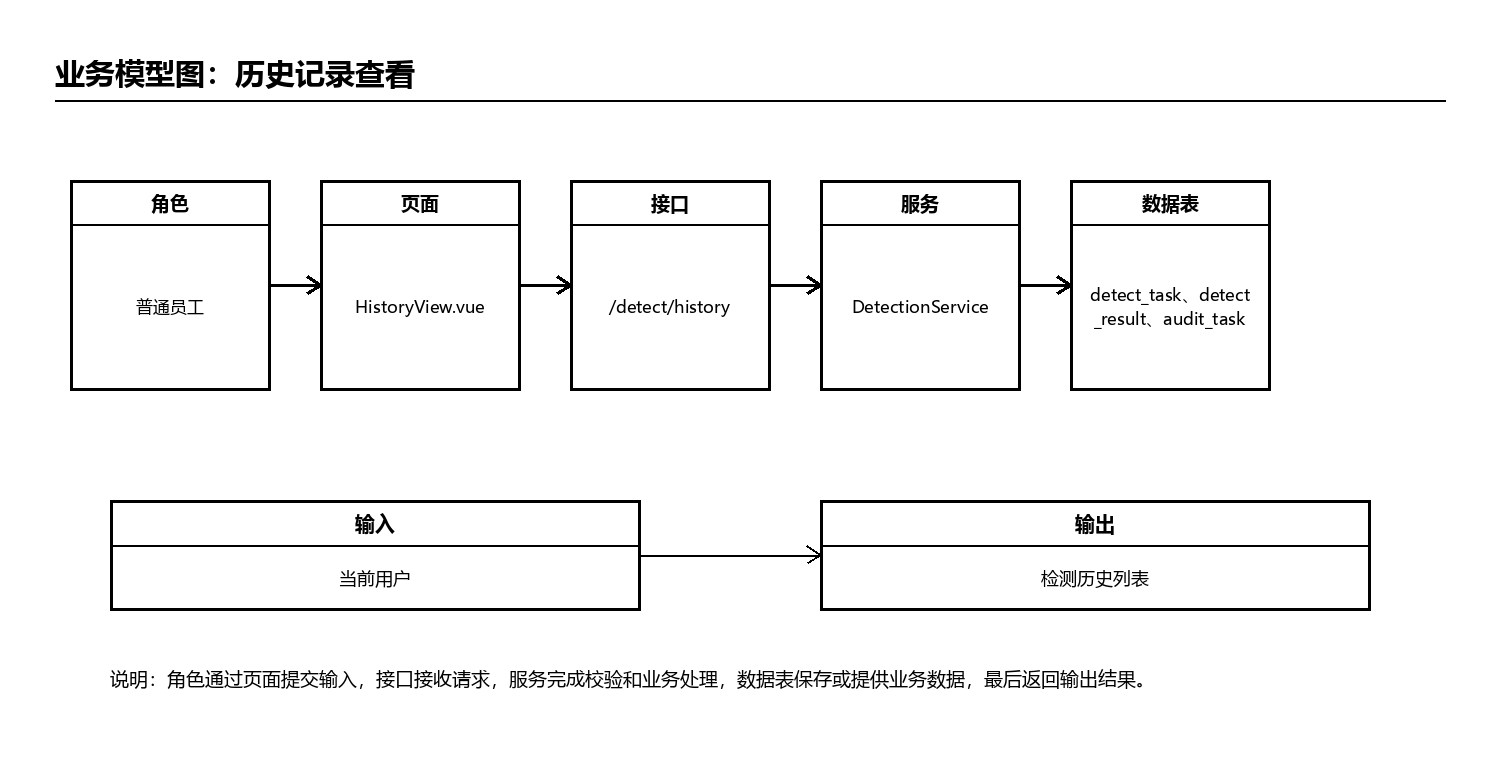 业务模型图：历史记录查看
角色
普通员工
页面
HistoryView.vue
接口
/detect/history
服务
DetectionService
数据表
detect_task、detect
_result、audit_task
输入
当前用户
输出
检测历史列表
说明：角色通过页面提交输入，接口接收请求，服务完成校验和业务处理，数据表保存或提供业务数据，最后返回输出结果。